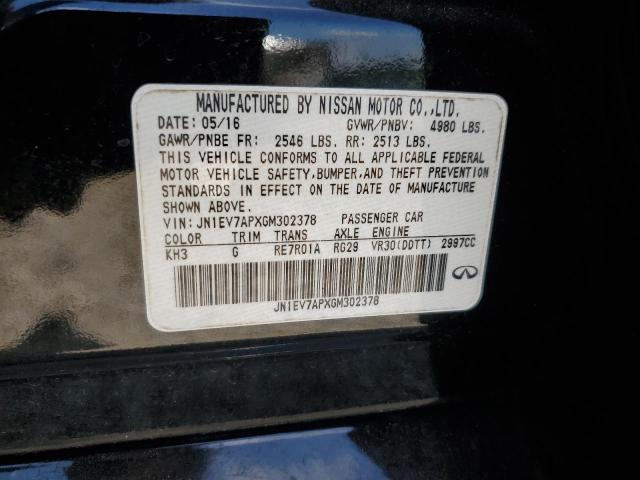 MANUFACTURED BY NISSAN MOTOR CO.,LTD.
DATE: 05/16 GVWR/PNBV: 4980 LBS.
GAWR/PNBE FR: 2546 LBS. RR: 2513 LBS.
THIS VEHICLE CONFORMS TO ALL APPLICABLE FEDERAL
MOTOR VEHICLE SAFETY,BUMPER,AND THEFT PREVENTION
STANDARDS IN EFFECT ON THE DATE OF MANUFACTURE
SHOWN ABOVE.
VIN: JN1EV7APXGM302378 PASSENGER CAR
COLOR TRIM TRANS AXLE ENGINE
KH3 G RE7R01A RG29 VR30(DDTT) 2997CC
JN1EV7APXGM302378